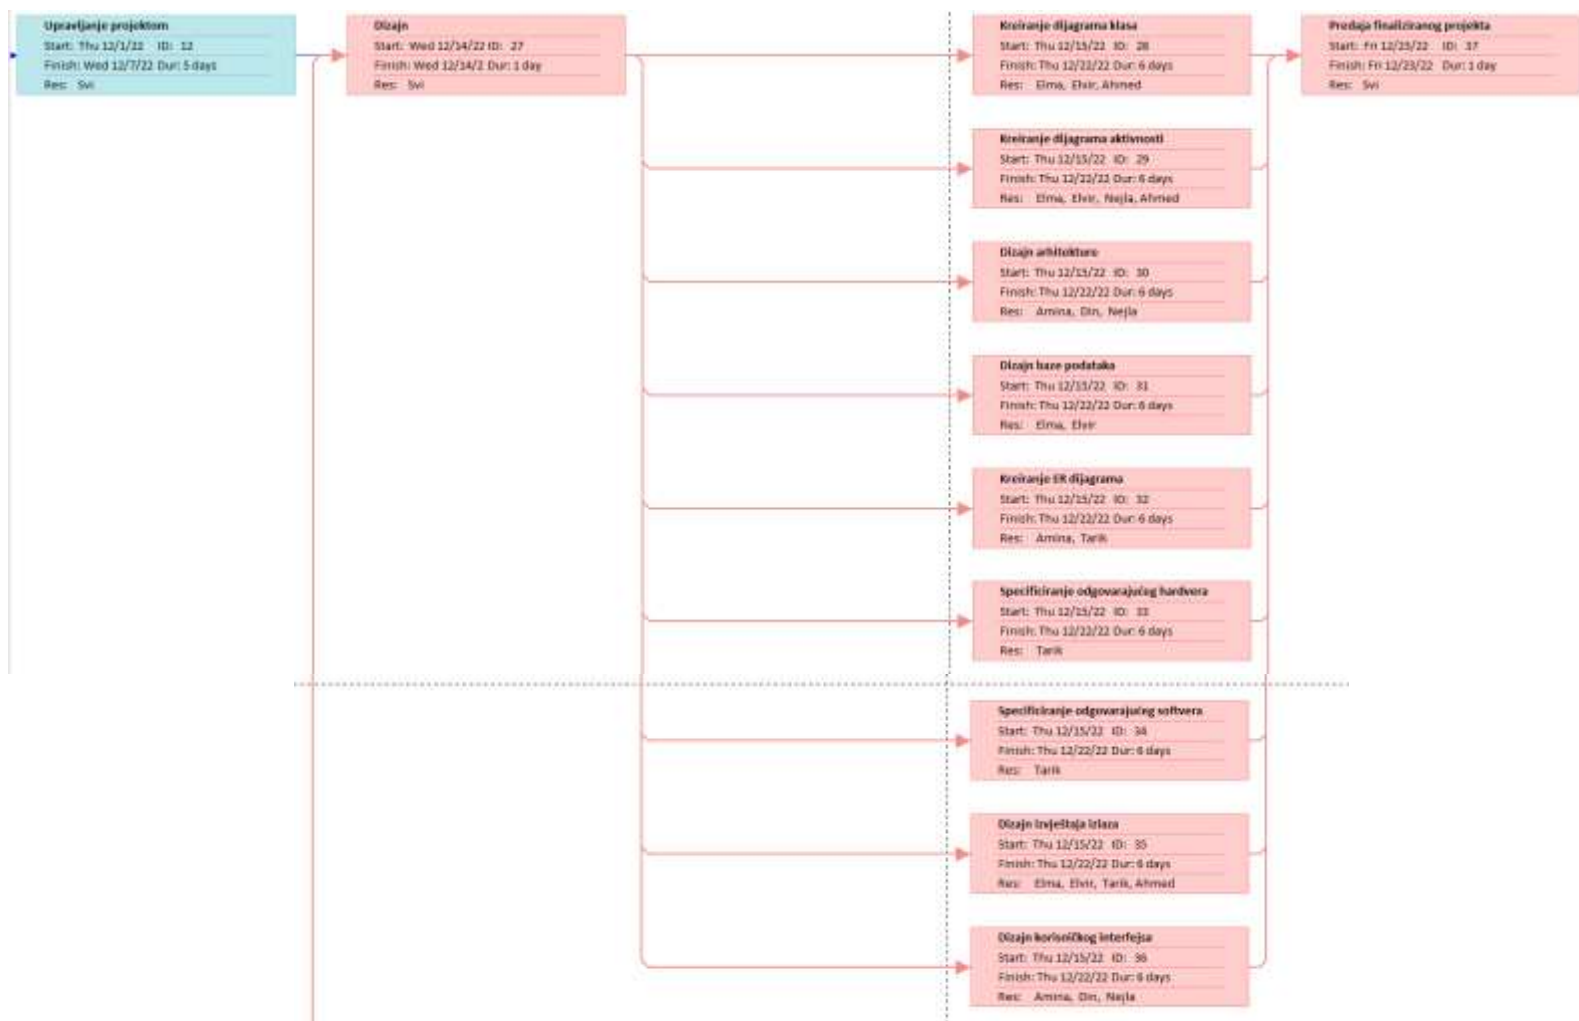 Upravljanje projektom
Start: Thu 12/1/22 ID: 12
Finish: Wed 12/7/22 Dur: 5 days
Res: Svi
Dizajn
Start: Wed 12/14/22 ID: 27
Finish: Wed 12/14/2 Dur: 1 day
Res: Svi
Kreiranje dijagrama klasa
Start: Thu 12/15/22 ID: 28
Finish: Thu 12/22/22 Dur: 6 days
Res: Elma, Elvir, Ahmed
Predaja finaliziranog projekta
Start: Fri 12/23/22 ID: 37
Finish: Fri 12/23/22 Dur: 1 day
Res: Svi
Kreiranje dijagrama aktivnosti
Start: Thu 12/15/22 ID: 29
Finish: Thu 12/22/22 Dur: 6 days
Res: Elma, Elvir, Nejla, Ahmed
Dizajn arhitekture
Start: Thu 12/15/22 ID: 30
Finish: Thu 12/22/22 Dur: 6 days
Res: Amina, Din, Nejla
Dizajn baze podataka
Start: Thu 12/15/22 ID: 31
Finish: Thu 12/22/22 Dur: 6 days
Res: Elma, Elvir
Kreiranje ER dijagrama
Start: Thu 12/15/22 ID: 32
Finish: Thu 12/22/22 Dur: 6 days
Res: Amina, Tarik
Specificiranje odgovarajućeg hardvera
Start: Thu 12/15/22 ID: 33
Finish: Thu 12/22/22 Dur: 6 days
Res: Tarik
Specificiranje odgovarajućeg softvera
Start: Thu 12/15/22 ID: 34
Finish: Thu 12/22/22 Dur: 6 days
Res: Tarik
Dizajn izvještaja izlaza
Start: Thu 12/15/22 ID: 35
Finish: Thu 12/22/22 Dur: 6 days
Res: Elma, Elvir, Tarik, Ahmed
Dizajn korisničkog interfejsa
Start: Thu 12/15/22 ID: 36
Finish: Thu 12/22/22 Dur: 6 days
Res: Amina, Din, Nejla